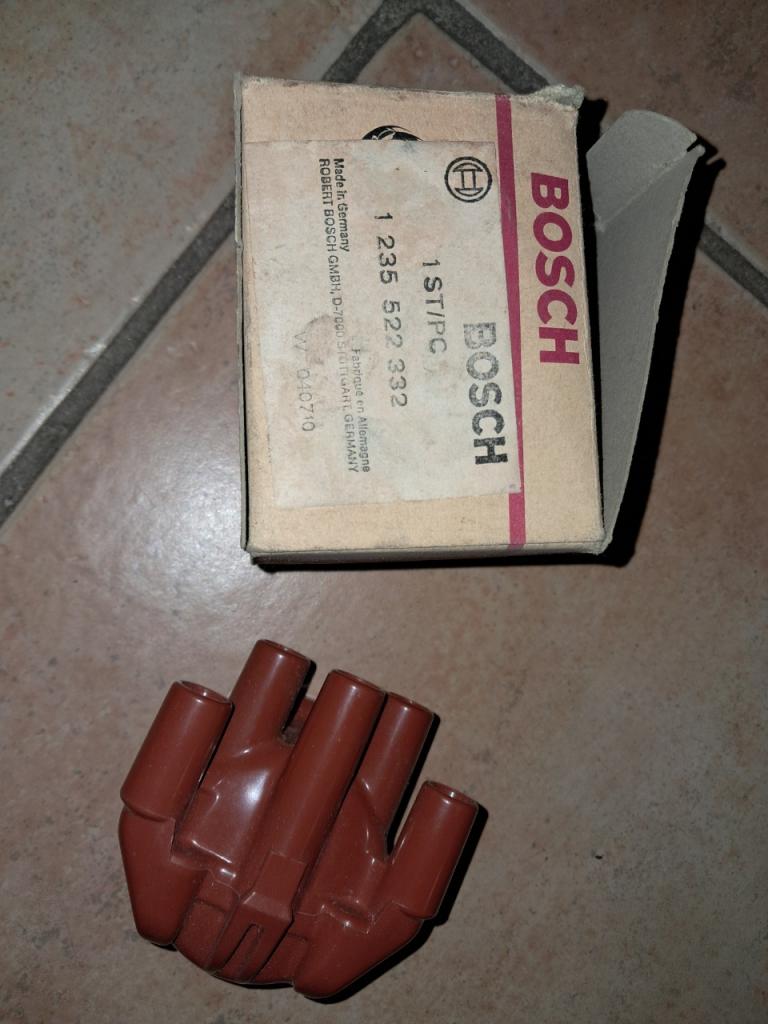 BOSCH
BOSCH
1 ST/PC
1 235 522 332
Fabriqué en Allemagne
Made in Germany
ROBERT BOSCH GMBH, D-7000 STUTTGART, GERMANY
040710